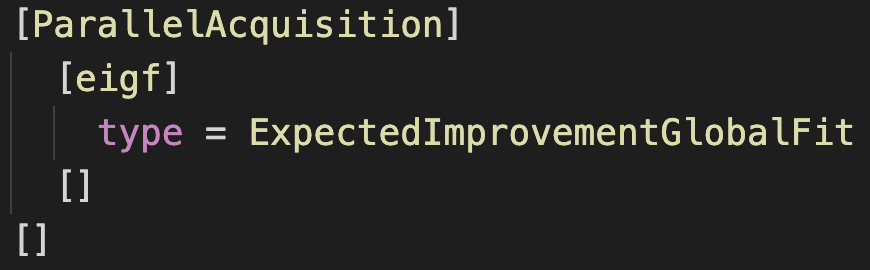 [ParallelAcquisition]
  [eigf]
    type = ExpectedImprovementGlobalFit
  []
[]